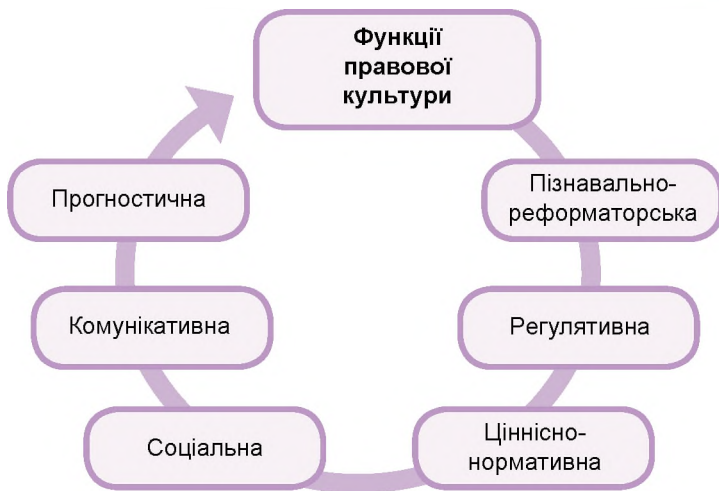 Функції
правової
культури
Пізнавально-
реформаторська
Регулятивна
Ціннісно-
нормативна
Соціальна
Комунікативна
Прогностична